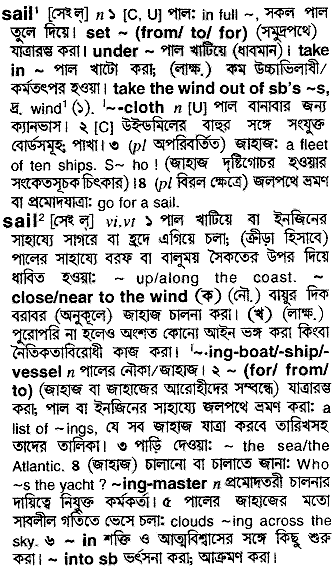 sail¹ [সেই্‌ল্‌] n ১ [C, U] পাল: in full ~, সকল পাল
তুলে দিয়ে। set ~ (from/ to/ for) (সমুদ্রপথে)
যাত্রারম্ভ করা। under ~ পাল খাটিয়ে (ধাবমান)। take
in ~ পাল খাটো করা; (লাক্ষ.) কম উচ্চাভিলাষী/
কর্মতৎপর হওয়া। take the wind out of sb's ~s,
দ্র. wind¹ (১). '~-cloth n [U] পাল বানাবার জন্য
ক্যানভাস। ২ [C] উইন্ডমিলের বাহুর সঙ্গে সংযুক্ত
বোর্ডসমূহ; পাখা। ৩ (pl অপরিবর্তিত) জাহাজ: a fleet
of ten ships. S~ ho ! (জাহাজ দৃষ্টিগোচর হওয়ার
সংকেতসূচক চিৎকার)।৪ (pl বিরল ক্ষেত্রে) জলপথে ভ্রমণ
বা প্রমোদযাত্রা: go for a sail.
sail² [সেই্‌ল্‌] vi,vt ১ পাল খাটিয়ে বা ইনজিনের
সাহায্যে সাগরে বা হ্রদে এগিয়ে চলা; (ক্রীড়া হিসাবে)
পালের সাহায্যে বরফ বা বালুময় সৈকতের উপর দিয়ে
ধাবিত হওয়া: ~ up/along the coast. ~
close/near to the wind (ক) (নৌ.) বায়ুর দিক
বরাবর (অনুকূলে) জাহাজ চালনা করা। (খ) (লাক্ষ.)
পুরোপরি না হলেও অংশত কোনো আইন ভঙ্গ করা কিংবা
নৈতিকতাবিরোধী কাজ করা। '~·ing-boat/-ship/-
vessel n পালের নৌকা/জাহাজ। ২ ~ (for/ from/
to) (জাহাজ বা জাহাজের আরোহীদের সম্বন্ধে) যাত্রারম্ভ
করা; পাল বা ইনজিনের সাহায্যে জলপথে ভ্রমণ করা: a
list of ~ings, যে সব জাহাজ যাত্রা করবে তারিখসহ
তাদের তালিকা। ৩ পাড়ি দেওয়া: ~ the sea/the
Atlantic. ৪ (জাহাজ) চালানো বা চালাতে জানা: Who
~s the yacht ? ~ing-master n প্রমোদতরী চালনার
দায়িত্বে নিযুক্ত কর্মকর্তা। ৫ পালের জাহাজের মতো
সাবলীল গতিতে ভেসে চলা: clouds ~ing across the
sky. ৬ ~ in শক্তি ও আত্মবিশ্বাসের সঙ্গে কিছু শুরু
করা। ~ into sb ভর্ৎসনা করা; আক্রমণ করা।